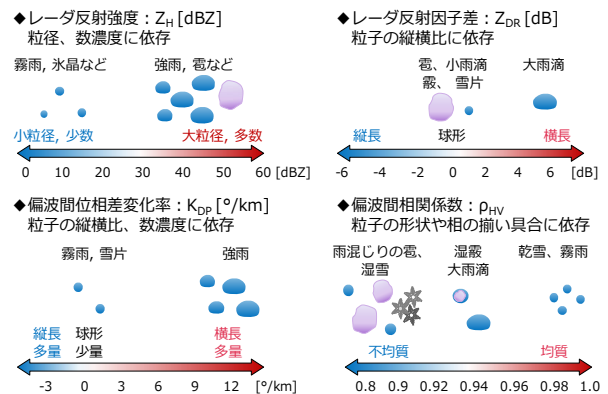 ◆レーダ反射強度：ZH [dBZ]
粒径、数濃度に依存
霧雨, 氷晶など
強雨, 雹など
小粒径, 少数
大粒径, 多数
0 10 20 30 40 50 60 [dBZ]
◆レーダ反射因子差：ZDR [dB]
粒子の縦横比に依存
雹、小雨滴
霰、 雪片
大雨滴
縦長
球形
横長
-6 -4 -2 0 2 4 6 [dB]
◆偏波間位相差変化率：KDP [°/km]
粒子の縦横比、数濃度に依存
霧雨, 雪片
強雨
縦長 球形 横長
多量 少量 多量
-3 0 3 6 9 12 [°/km]
◆偏波間相関係数：ρHV
粒子の形状や相の揃い具合に依存
雨混じりの雹、
湿雪
湿霰
大雨滴
乾雪、霧雨
不均質
均質
0.8 0.9 0.92 0.94 0.96 0.98 1.0